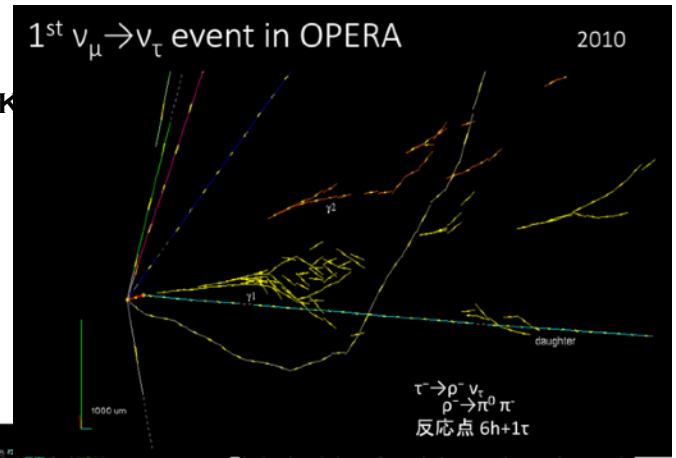 1st νμ→ντ event in OPERA
2010
K
γ2
γ1
daughter
1000 um
τ⁻→ρ⁻ ντ
ρ⁻→π⁰ π⁻
反応点 6h+1τ